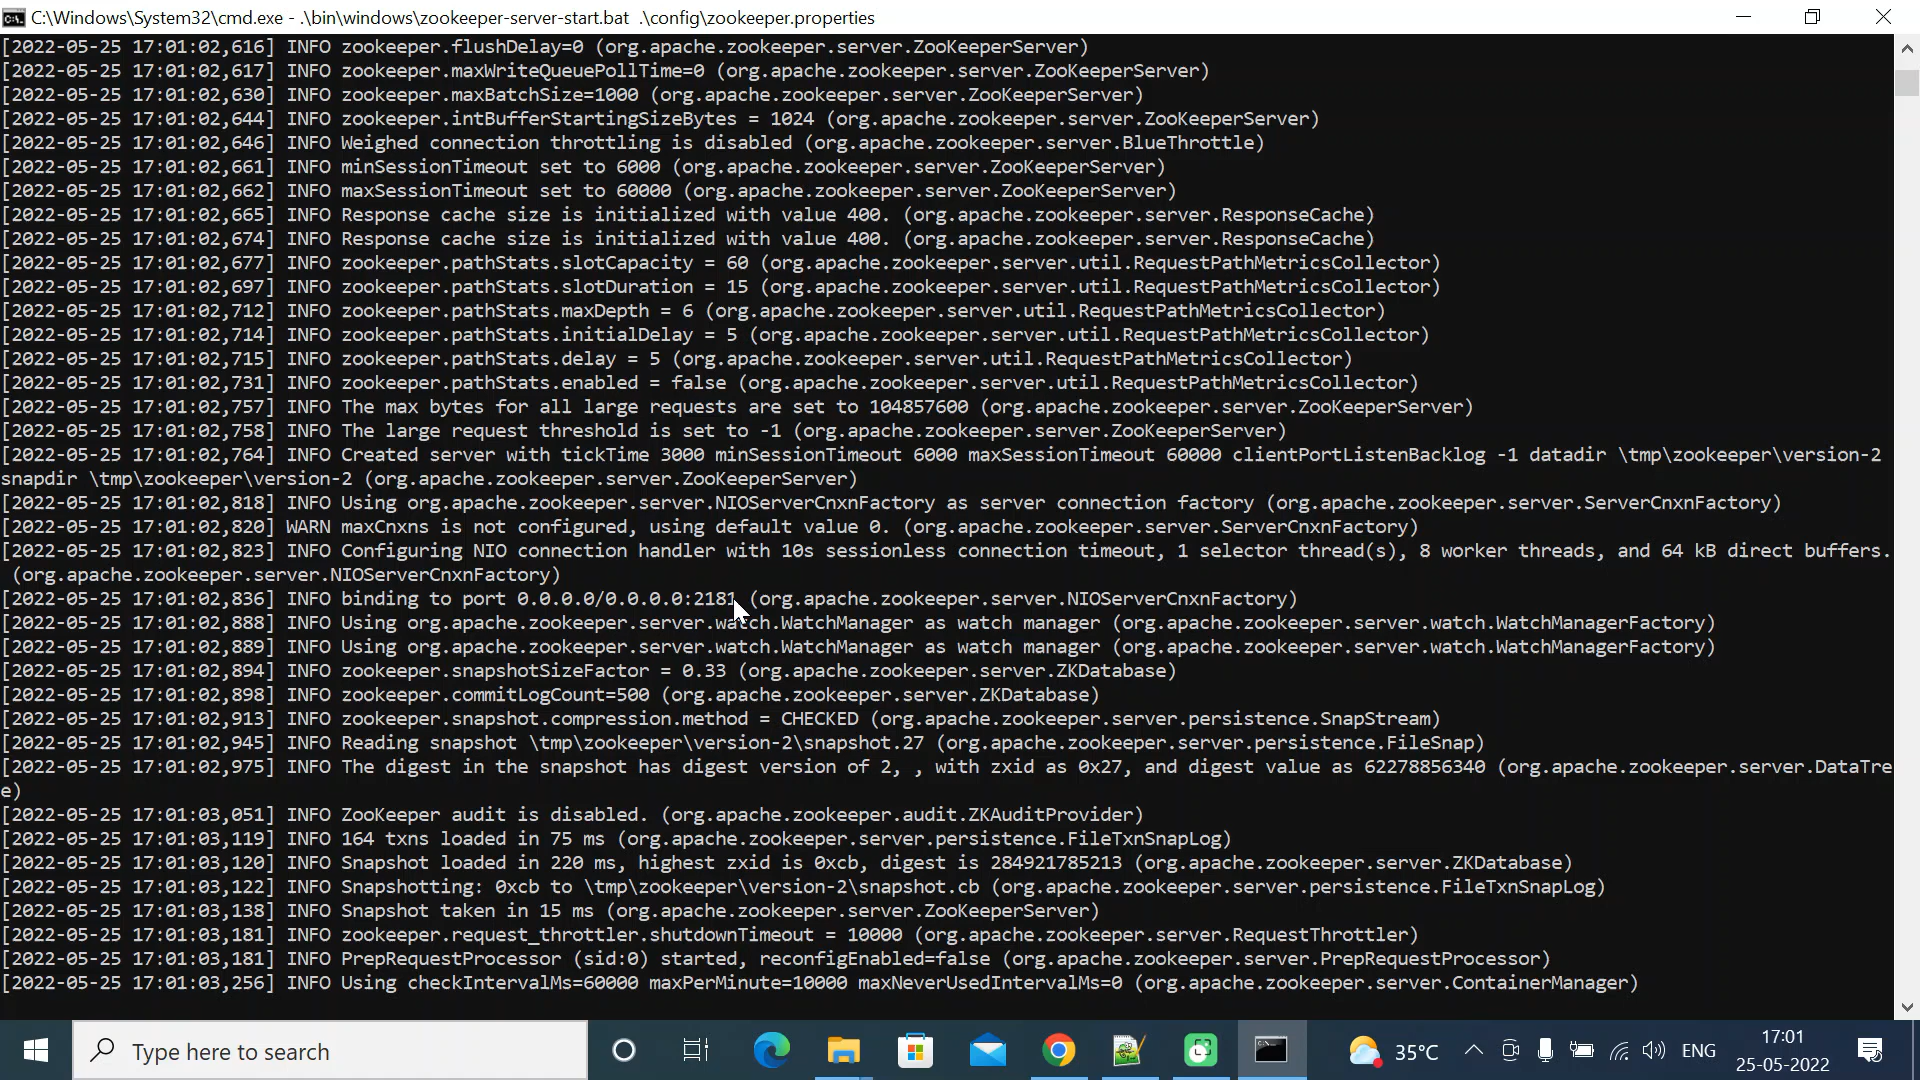 C:\Windows\System32\cmd.exe - .\bin\windows\zookeeper-server-start.bat .\config\zookeeper.properties
[2022-05-25 17:01:02,616] INFO zookeeper.flushDelay=0 (org.apache.zookeeper.server.ZooKeeperServer)
[2022-05-25 17:01:02,617] INFO zookeeper.maxWriteQueuePollTime=0 (org.apache.zookeeper.server.ZooKeeperServer)
[2022-05-25 17:01:02,630] INFO zookeeper.maxBatchSize=1000 (org.apache.zookeeper.server.ZooKeeperServer)
[2022-05-25 17:01:02,644] INFO zookeeper.intBufferStartingSizeBytes = 1024 (org.apache.zookeeper.server.ZooKeeperServer)
[2022-05-25 17:01:02,646] INFO Weighed connection throttling is disabled (org.apache.zookeeper.server.BlueThrottle)
[2022-05-25 17:01:02,661] INFO minSessionTimeout set to 6000 (org.apache.zookeeper.server.ZooKeeperServer)
[2022-05-25 17:01:02,662] INFO maxSessionTimeout set to 60000 (org.apache.zookeeper.server.ZooKeeperServer)
[2022-05-25 17:01:02,665] INFO Response cache size is initialized with value 400. (org.apache.zookeeper.server.ResponseCache)
[2022-05-25 17:01:02,674] INFO Response cache size is initialized with value 400. (org.apache.zookeeper.server.ResponseCache)
[2022-05-25 17:01:02,677] INFO zookeeper.pathStats.slotCapacity = 60 (org.apache.zookeeper.server.util.RequestPathMetricsCollector)
[2022-05-25 17:01:02,697] INFO zookeeper.pathStats.slotDuration = 15 (org.apache.zookeeper.server.util.RequestPathMetricsCollector)
[2022-05-25 17:01:02,712] INFO zookeeper.pathStats.maxDepth = 6 (org.apache.zookeeper.server.util.RequestPathMetricsCollector)
[2022-05-25 17:01:02,714] INFO zookeeper.pathStats.initialDelay = 5 (org.apache.zookeeper.server.util.RequestPathMetricsCollector)
[2022-05-25 17:01:02,715] INFO zookeeper.pathStats.delay = 5 (org.apache.zookeeper.server.util.RequestPathMetricsCollector)
[2022-05-25 17:01:02,731] INFO zookeeper.pathStats.enabled = false (org.apache.zookeeper.server.util.RequestPathMetricsCollector)
[2022-05-25 17:01:02,757] INFO The max bytes for all large requests are set to 104857600 (org.apache.zookeeper.server.ZooKeeperServer)
[2022-05-25 17:01:02,758] INFO The large request threshold is set to -1 (org.apache.zookeeper.server.ZooKeeperServer)
[2022-05-25 17:01:02,764] INFO Created server with tickTime 3000 minSessionTimeout 6000 maxSessionTimeout 60000 clientPortListenBacklog -1 datadir \tmp\zookeeper\version-2
snapdir \tmp\zookeeper\version-2 (org.apache.zookeeper.server.ZooKeeperServer)
[2022-05-25 17:01:02,818] INFO Using org.apache.zookeeper.server.NIOServerCnxnFactory as server connection factory (org.apache.zookeeper.server.ServerCnxnFactory)
[2022-05-25 17:01:02,820] WARN maxCnxns is not configured, using default value 0. (org.apache.zookeeper.server.ServerCnxnFactory)
[2022-05-25 17:01:02,823] INFO Configuring NIO connection handler with 10s sessionless connection timeout, 1 selector thread(s), 8 worker threads, and 64 kB direct buffers.
(org.apache.zookeeper.server.NIOServerCnxnFactory)
[2022-05-25 17:01:02,836] INFO binding to port 0.0.0.0/0.0.0.0:2181 (org.apache.zookeeper.server.NIOServerCnxnFactory)
[2022-05-25 17:01:02,888] INFO Using org.apache.zookeeper.server.watch.WatchManager as watch manager (org.apache.zookeeper.server.watch.WatchManagerFactory)
[2022-05-25 17:01:02,889] INFO Using org.apache.zookeeper.server.watch.WatchManager as watch manager (org.apache.zookeeper.server.watch.WatchManagerFactory)
[2022-05-25 17:01:02,894] INFO zookeeper.snapshotSizeFactor = 0.33 (org.apache.zookeeper.server.ZKDatabase)
[2022-05-25 17:01:02,898] INFO zookeeper.commitLogCount=500 (org.apache.zookeeper.server.ZKDatabase)
[2022-05-25 17:01:02,913] INFO zookeeper.snapshot.compression.method = CHECKED (org.apache.zookeeper.server.persistence.SnapStream)
[2022-05-25 17:01:02,945] INFO Reading snapshot \tmp\zookeeper\version-2\snapshot.27 (org.apache.zookeeper.server.persistence.FileSnap)
[2022-05-25 17:01:02,975] INFO The digest in the snapshot has digest version of 2, , with zxid as 0x27, and digest value as 62278856340 (org.apache.zookeeper.server.DataTre
e)
[2022-05-25 17:01:03,051] INFO ZooKeeper audit is disabled. (org.apache.zookeeper.audit.ZKAuditProvider)
[2022-05-25 17:01:03,119] INFO 164 txns loaded in 75 ms (org.apache.zookeeper.server.persistence.FileTxnSnapLog)
[2022-05-25 17:01:03,120] INFO Snapshot loaded in 220 ms, highest zxid is 0xcb, digest is 284921785213 (org.apache.zookeeper.server.ZKDatabase)
[2022-05-25 17:01:03,122] INFO Snapshotting: 0xcb to \tmp\zookeeper\version-2\snapshot.cb (org.apache.zookeeper.server.persistence.FileTxnSnapLog)
[2022-05-25 17:01:03,138] INFO Snapshot taken in 15 ms (org.apache.zookeeper.server.ZooKeeperServer)
[2022-05-25 17:01:03,181] INFO zookeeper.request_throttler.shutdownTimeout = 10000 (org.apache.zookeeper.server.RequestThrottler)
[2022-05-25 17:01:03,181] INFO PrepRequestProcessor (sid:0) started, reconfigEnabled=false (org.apache.zookeeper.server.PrepRequestProcessor)
[2022-05-25 17:01:03,256] INFO Using checkIntervalMs=60000 maxPerMinute=10000 maxNeverUsedIntervalMs=0 (org.apache.zookeeper.server.ContainerManager)
Type here to search
35°C
ENG
17:01
25-05-2022